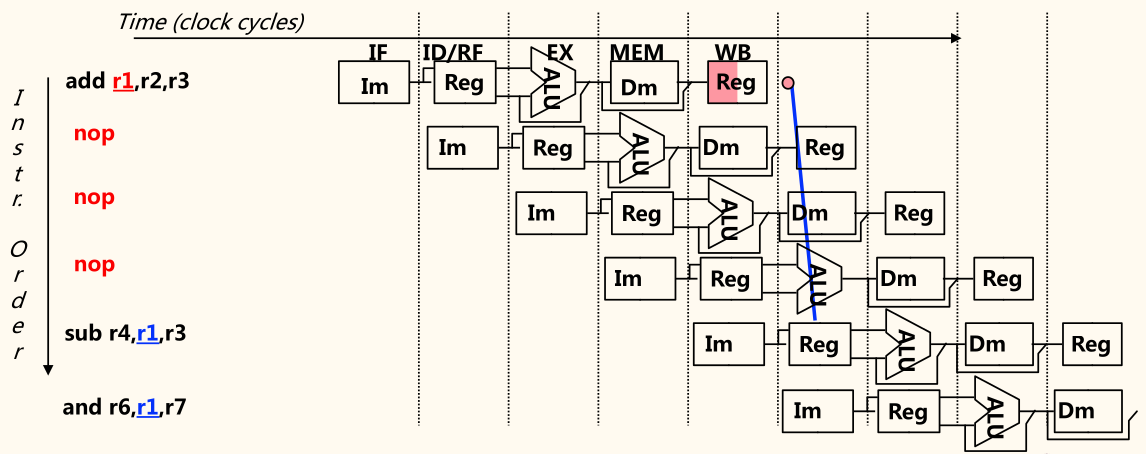 Time (clock cycles)
IF ID/RF EX MEM WB
Instr. Order
add r1,r2,r3
Im Reg ALU Dm Reg
nop
Im Reg ALU Dm Reg
nop
Im Reg ALU Dm Reg
nop
Im Reg ALU Dm Reg
sub r4,r1,r3
Im Reg ALU Dm Reg
and r6,r1,r7
Im Reg ALU Dm